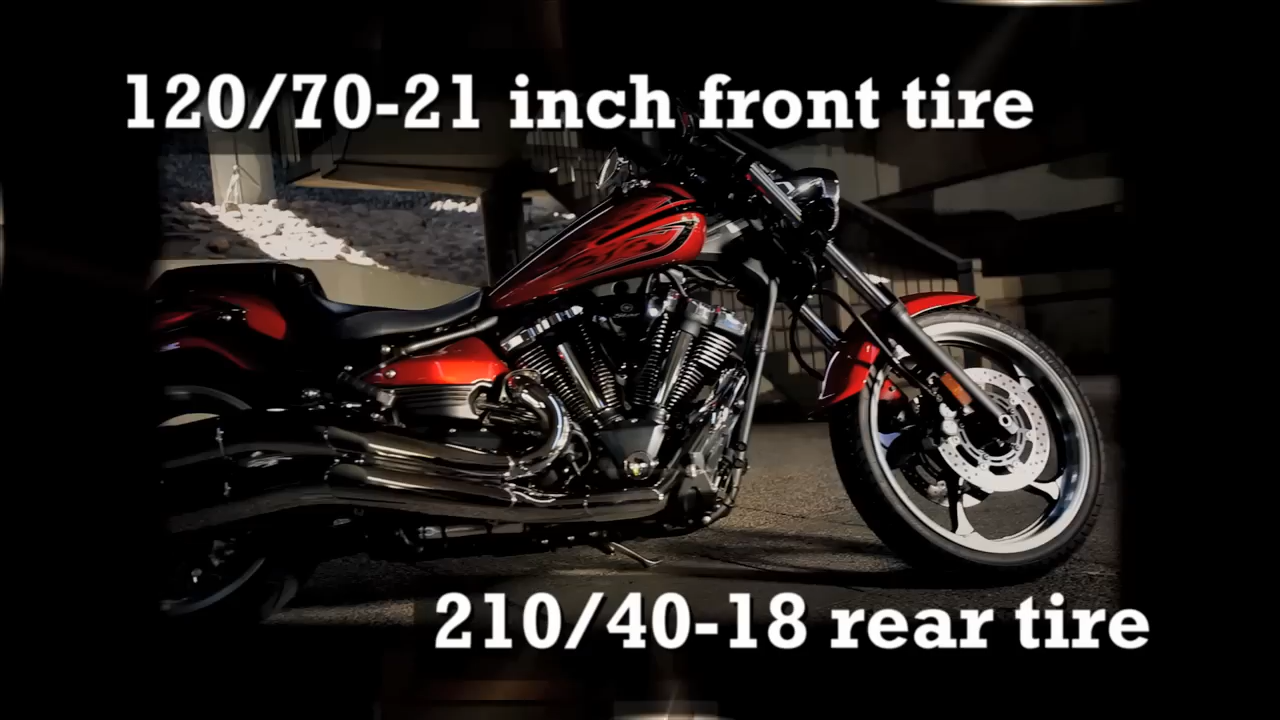 120/70-21 inch front tire
210/40-18 rear tire